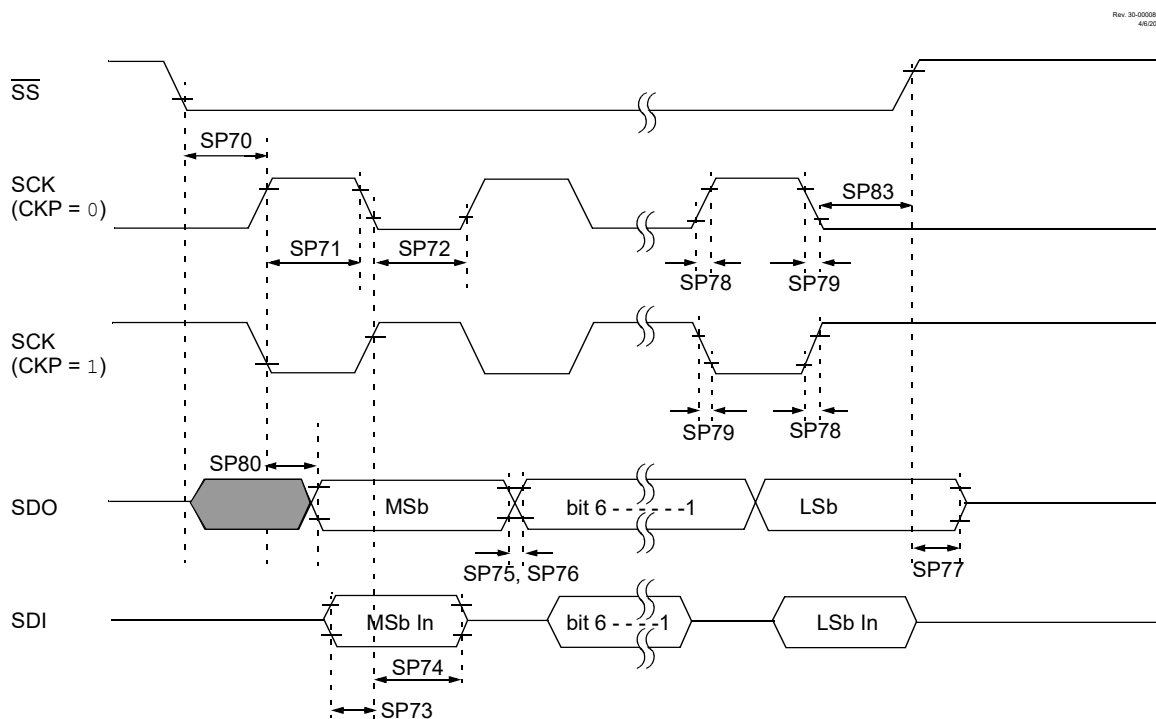 Rev. 30-00008
4/6/20
SS
SP70
SCK
(CKP = 0)
SP83
SP71
SP72
SP78
SP79
SCK
(CKP = 1)
SP79
SP78
SP80
SDO
MSb
bit 6 - - - - - -1
LSb
SP75, SP76
SP77
SDI
MSb In
bit 6 - - - - -1
LSb In
SP74
SP73